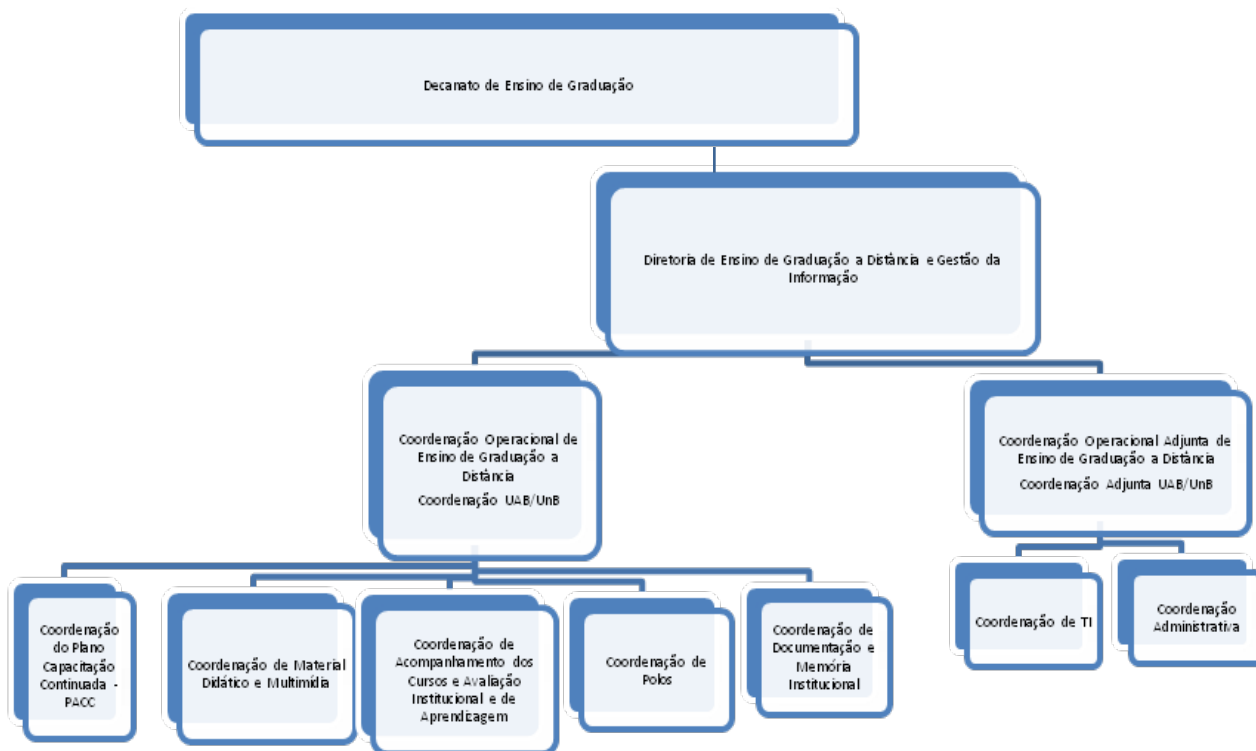 Decanato de Ensino de Graduação
Diretoria de Ensino de Graduação a Distância e Gestão da
Informação
Coordenação Operacional de
Ensino de Graduação a
Distância
Coordenação UAB/UnB
Coordenação Operacional Adjunta de
Ensino de Graduação a Distância
Coordenação Adjunta UAB/UnB
Coordenação
do Plano
Capacitação
Continuada -
PACC
Coordenação de Material
Didático e Multimídia
Coordenação de
Acompanhamento dos
Cursos e Avaliação
Institucional e de
Aprendizagem
Coordenação de
Polos
Coordenação de
Documentação e
Memória
Institucional
Coordenação de TI
Coordenação
Administrativa